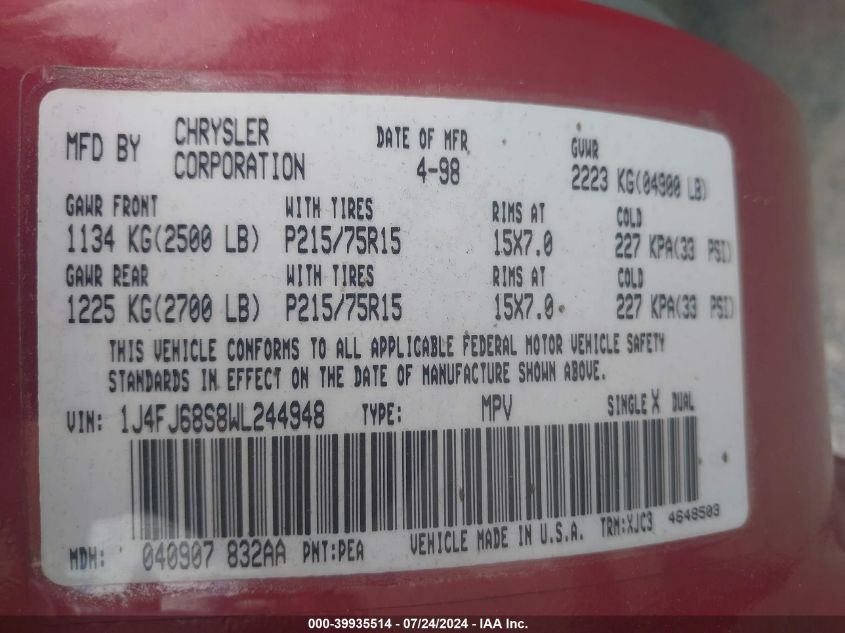 MFD BY CHRYSLER CORPORATION DATE OF MFR 4-98 GVWR 2223 KG(04900 LB)
GAWR FRONT WITH TIRES RIMS AT COLD
1134 KG(2500 LB) P215/75R15 15X7.0 227 KPA(33 PSI)
GAWR REAR WITH TIRES RIMS AT COLD
1225 KG(2700 LB) P215/75R15 15X7.0 227 KPA(33 PSI)
THIS VEHICLE CONFORMS TO ALL APPLICABLE FEDERAL MOTOR VEHICLE SAFETY
STANDARDS IN EFFECT ON THE DATE OF MANUFACTURE SHOWN ABOVE.
VIN: 1J4FJ68S8WL244948 TYPE: MPV SINGLE X DUAL
MDH: 040907 832AA PNT:PEA VEHICLE MADE IN U.S.A. TRM:XJC3 4648503
000-39935514 / 07/24/2024 - IAA Inc.